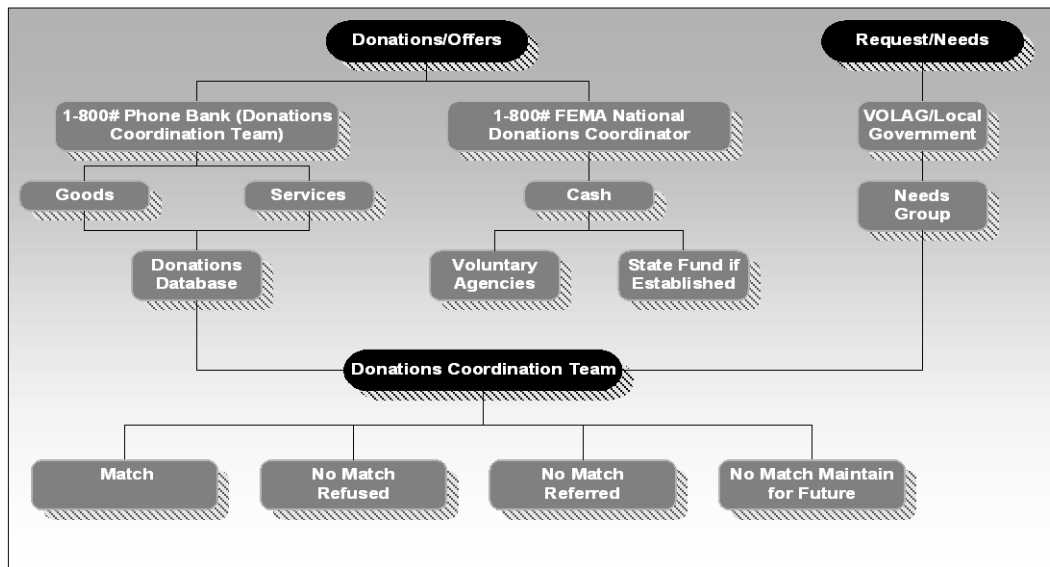 Donations/Offers
Request/Needs
1-800# Phone Bank (Donations
Coordination Team)
1-800# FEMA National
Donations Coordinator
VOLAG/Local
Government
Goods
Services
Cash
Needs
Group
Donations
Database
Voluntary
Agencies
State Fund if
Established
Donations Coordination Team
Match
No Match
Refused
No Match
Referred
No Match Maintain
for Future